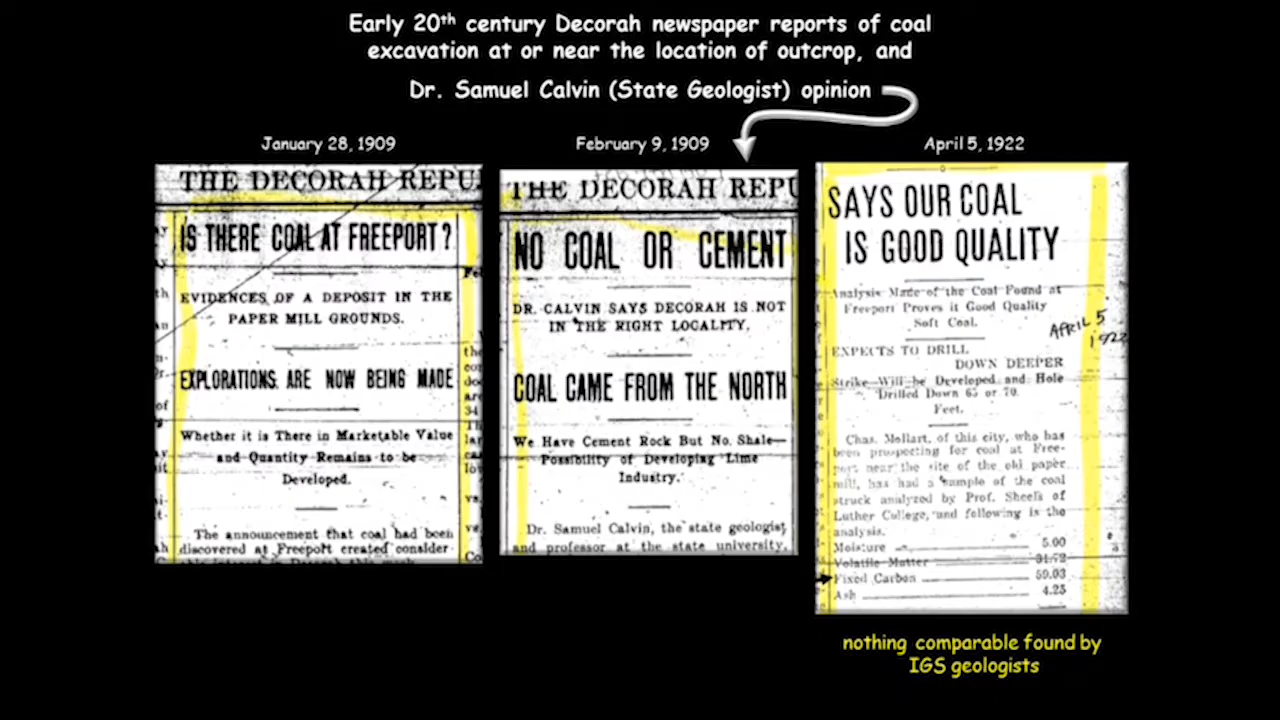 Early 20th century Decorah newspaper reports of coal
excavation at or near the location of outcrop, and
Dr. Samuel Calvin (State Geologist) opinion
January 28, 1909
THE DECORAH REPU
IS THERE COAL AT FREEPORT?
EVIDENCES OF A DEPOSIT IN THE
PAPER MILL GROUNDS.
EXPLORATIONS ARE NOW BEING MADE
Whether it is There in Marketable Value
and Quantity Remains to be
Developed.
The announcement that coal had been
discovered at Freeport created consider-
February 9, 1909
THE DECORAH REPU
NO COAL OR CEMENT
DR. CALVIN SAYS DECORAH IS NOT
IN THE RIGHT LOCALITY.
COAL CAME FROM THE NORTH
We Have Cement Rock But No Shale—
Possibility of Developing Lime
Industry.
Dr. Samuel Calvin, the state geologist
and professor at the state university,
April 5, 1922
SAYS OUR COAL
IS GOOD QUALITY
Analysis Made of the Coal Found at
Freeport Proves it Good Quality
Soft Coal.
APRIL 5
1922
EXPECTS TO DRILL
DOWN DEEPER
Strike Will be Developed and Hole
Drilled Down 65 or 70
Feet.
Chas. Mollart, of this city, who has
been prospecting for coal at Free-
port near the site of the old paper
mill, has had a sample of the coal
struck analyzed by Prof. Sheels of
Luther College, and following is the
analysis.
Moisture 5.00
Volatile Matter 31.72
Fixed Carbon 59.03
Ash 4.25
nothing comparable found by
IGS geologists